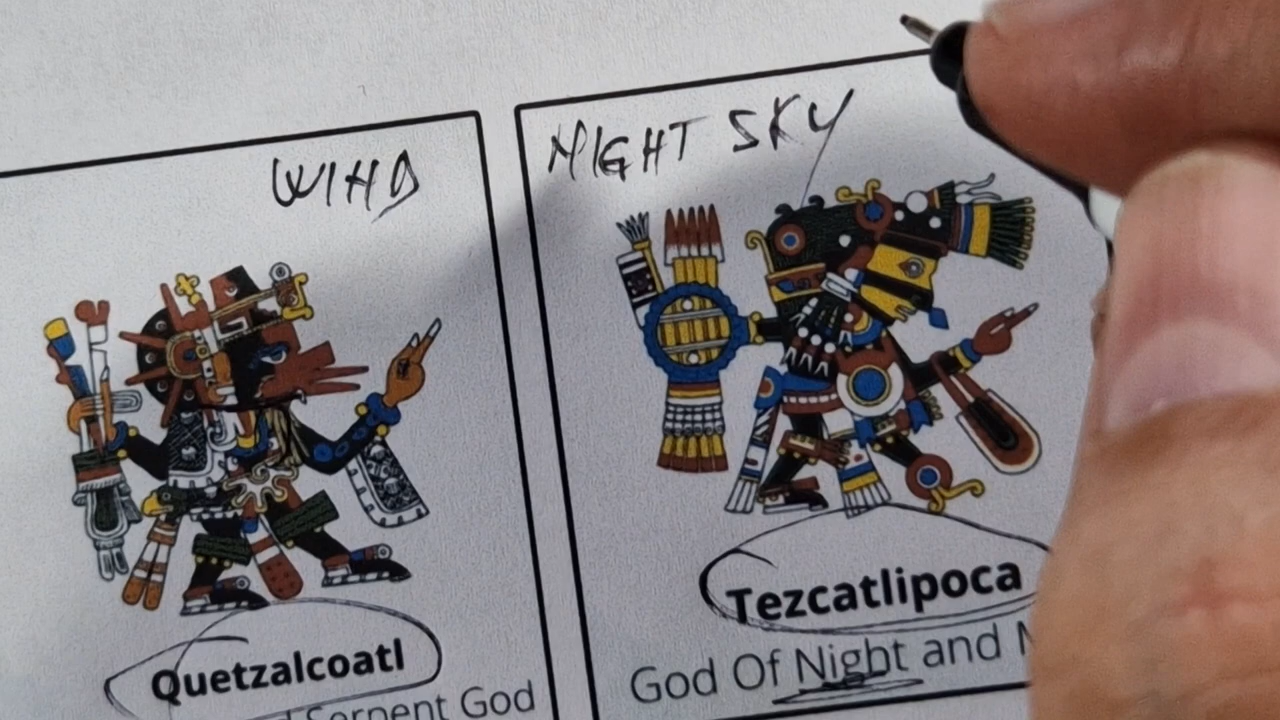 WIND
NIGHT SKY
Quetzalcoatl
Serpent God
Tezcatlipoca
God Of Night and